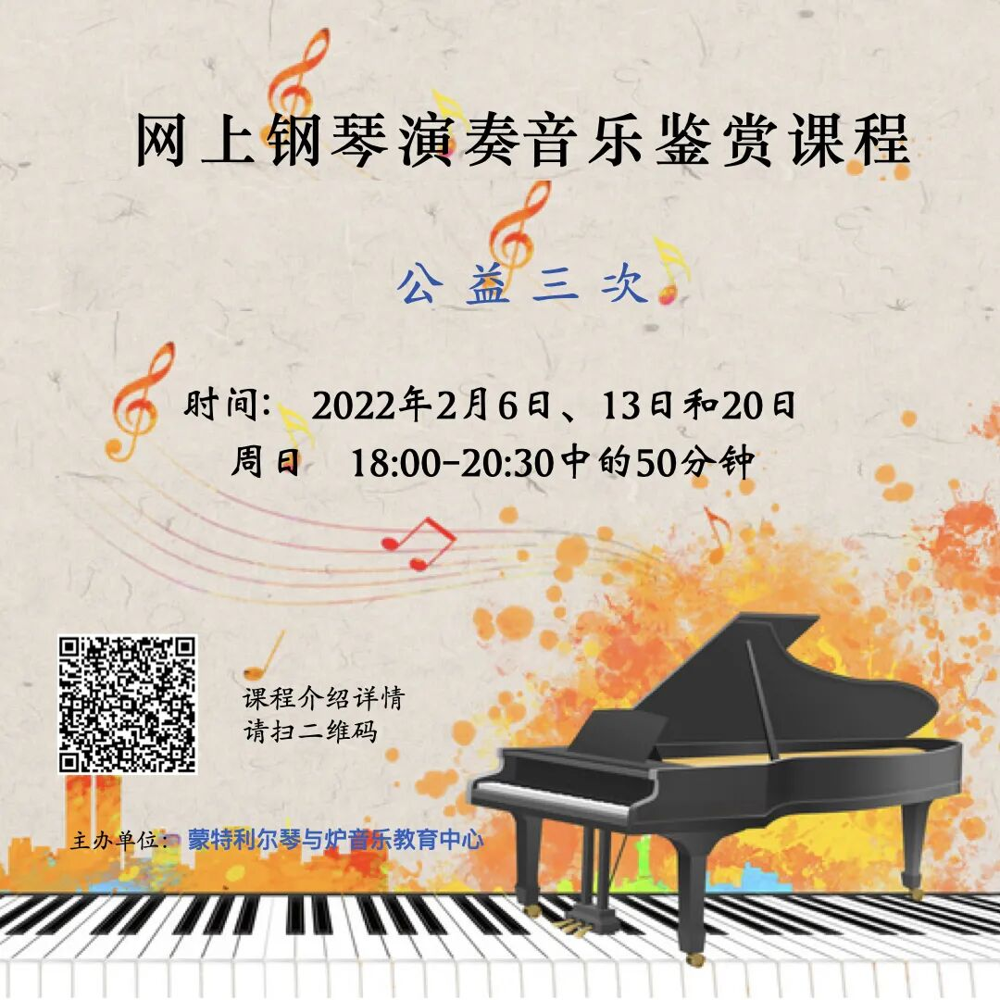 网上钢琴演奏音乐鉴赏课程
公益三次
时间： 2022年2月6日、13日和20日
周日 18:00-20:30中的50分钟
课程介绍详情
请扫二维码
主办单位：蒙特利尔琴与炉音乐教育中心